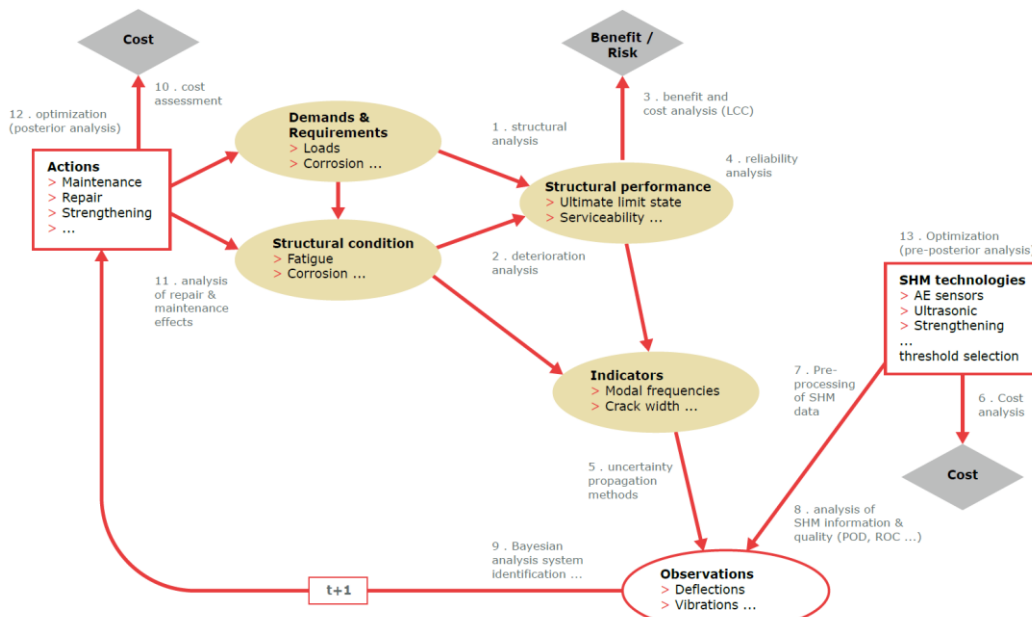 Cost
Benefit /
Risk
10 . cost
assessment
12 . optimization
(posterior analysis)
3 . benefit and
cost analysis (LCC)
Demands &
Requirements
> Loads
> Corrosion ...
1 . structural
analysis
4 . reliability
analysis
Actions
> Maintenance
> Repair
> Strengthening
> ...
Structural performance
> Ultimate limit state
> Serviceability ...
Structural condition
> Fatigue
> Corrosion ...
2 . deterioration
analysis
11 . analysis
of repair &
maintenance
effects
13 . Optimization
(pre-posterior analysis)
SHM technologies
> AE sensors
> Ultrasonic
> Strengthening
...
threshold selection
Indicators
> Modal frequencies
> Crack width ...
7 . Pre-
processing
of SHM
data
6 . Cost
analysis
Cost
5 . uncertainty
propagation
methods
8 . analysis of
SHM information &
quality (POD, ROC ...)
9 . Bayesian
analysis system
identification ...
t+1
Observations
> Deflections
> Vibrations ...